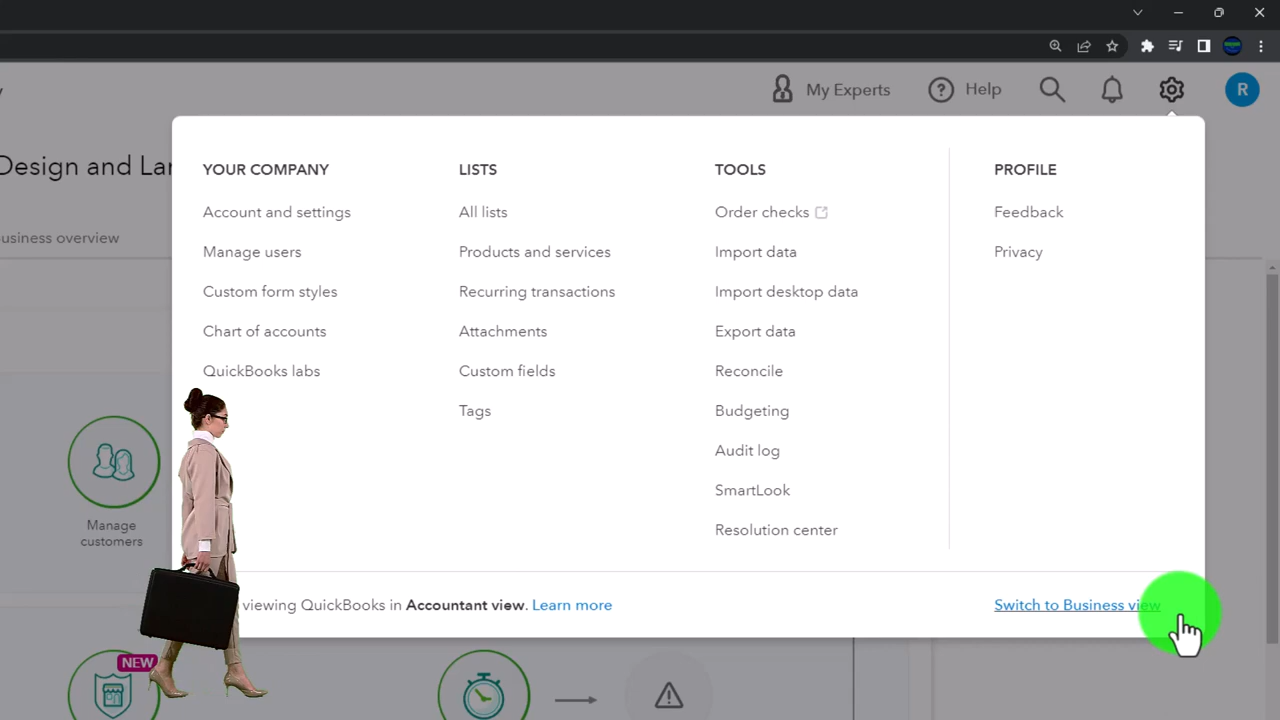 My Experts
Help
R
Design and Lar
usiness overview
YOUR COMPANY
Account and settings
Manage users
Custom form styles
Chart of accounts
QuickBooks labs
LISTS
All lists
Products and services
Recurring transactions
Attachments
Custom fields
Tags
TOOLS
Order checks
Import data
Import desktop data
Export data
Reconcile
Budgeting
Audit log
SmartLook
Resolution center
PROFILE
Feedback
Privacy
Manage
customers
viewing QuickBooks in Accountant view. Learn more
Switch to Business view
NEW